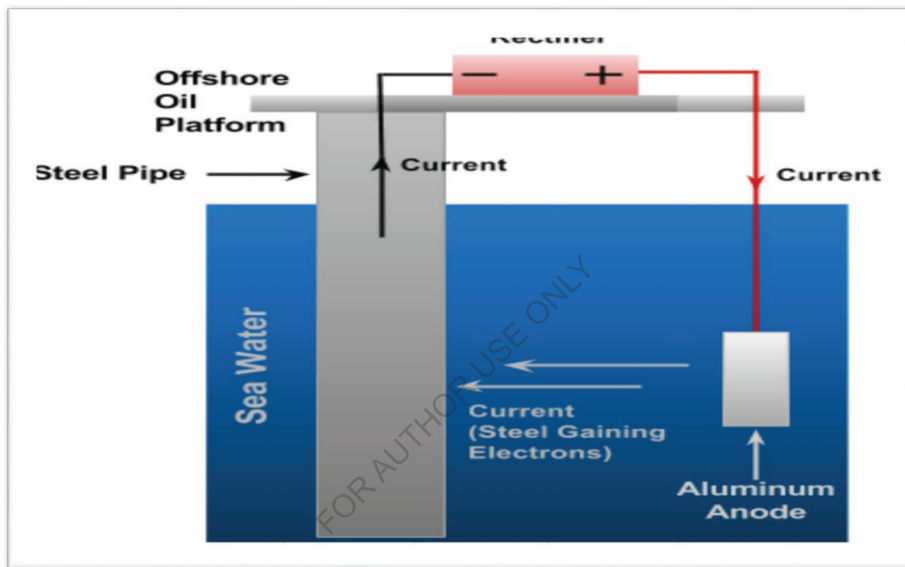 Rectifier
Offshore
Oil
Platform
− +
Steel Pipe
Current
Current
Sea Water
FOR AUTHOR USE ONLY
Current
(Steel Gaining
Electrons)
Aluminum
Anode